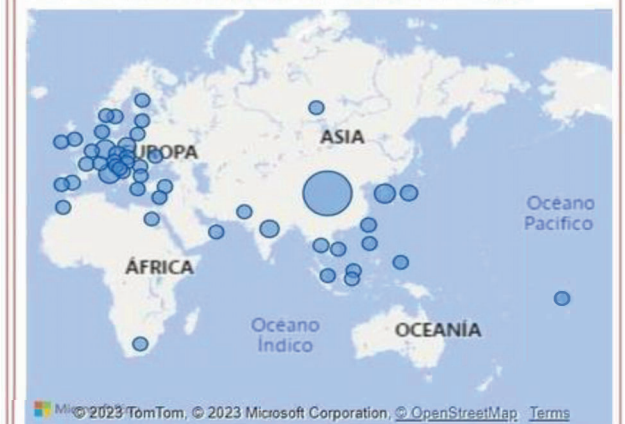 ASIA
EUROPA
Océano
Pacífico
ÁFRICA
Océano
Índico
OCEANÍA
© 2023 TomTom, © 2023 Microsoft Corporation, © OpenStreetMap Terms